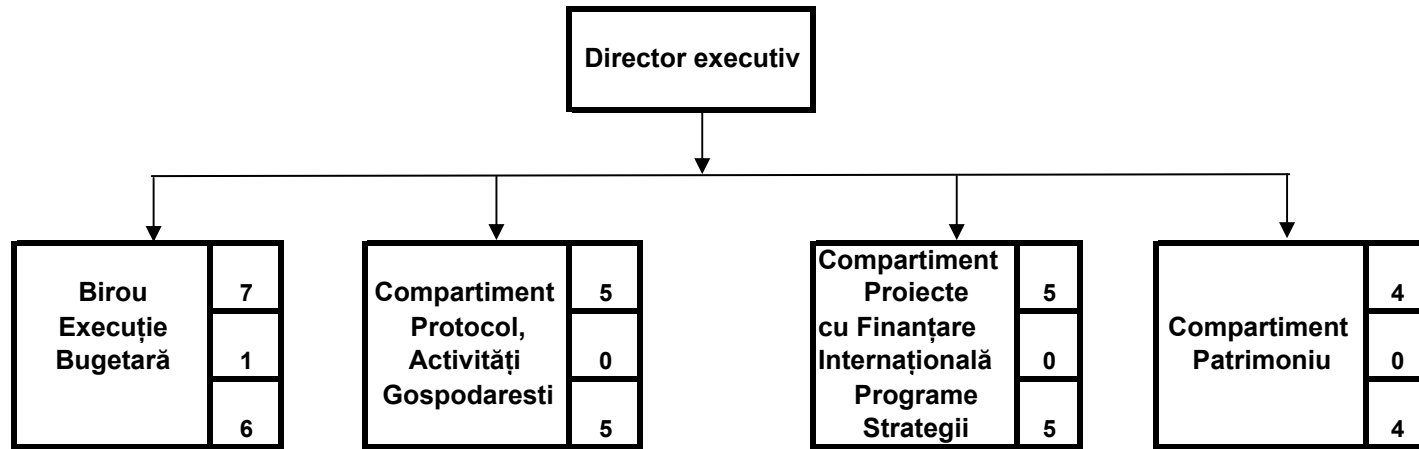 Director executiv
Birou
Execuție
Bugetară
7
1
6
Compartiment
Protocol,
Activități
Gospodaresti
5
0
5
Compartiment
Proiecte
cu Finanțare
Internațională
Programe
Strategii
5
0
5
Compartiment
Patrimoniu
4
0
4